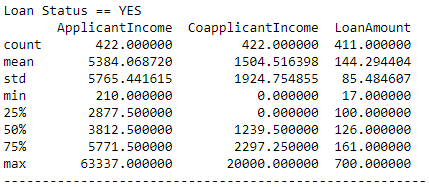 Loan Status == YES
ApplicantIncome CoapplicantIncome LoanAmount
count 422.000000 422.000000 411.000000
mean 5384.068720 1504.516398 144.294404
std 5765.441615 1924.754855 85.484607
min 210.000000 0.000000 17.000000
25% 2877.500000 0.000000 100.000000
50% 3812.500000 1239.500000 126.000000
75% 5771.500000 2297.250000 161.000000
max 63337.000000 20000.000000 700.000000
------------------------------------------------------